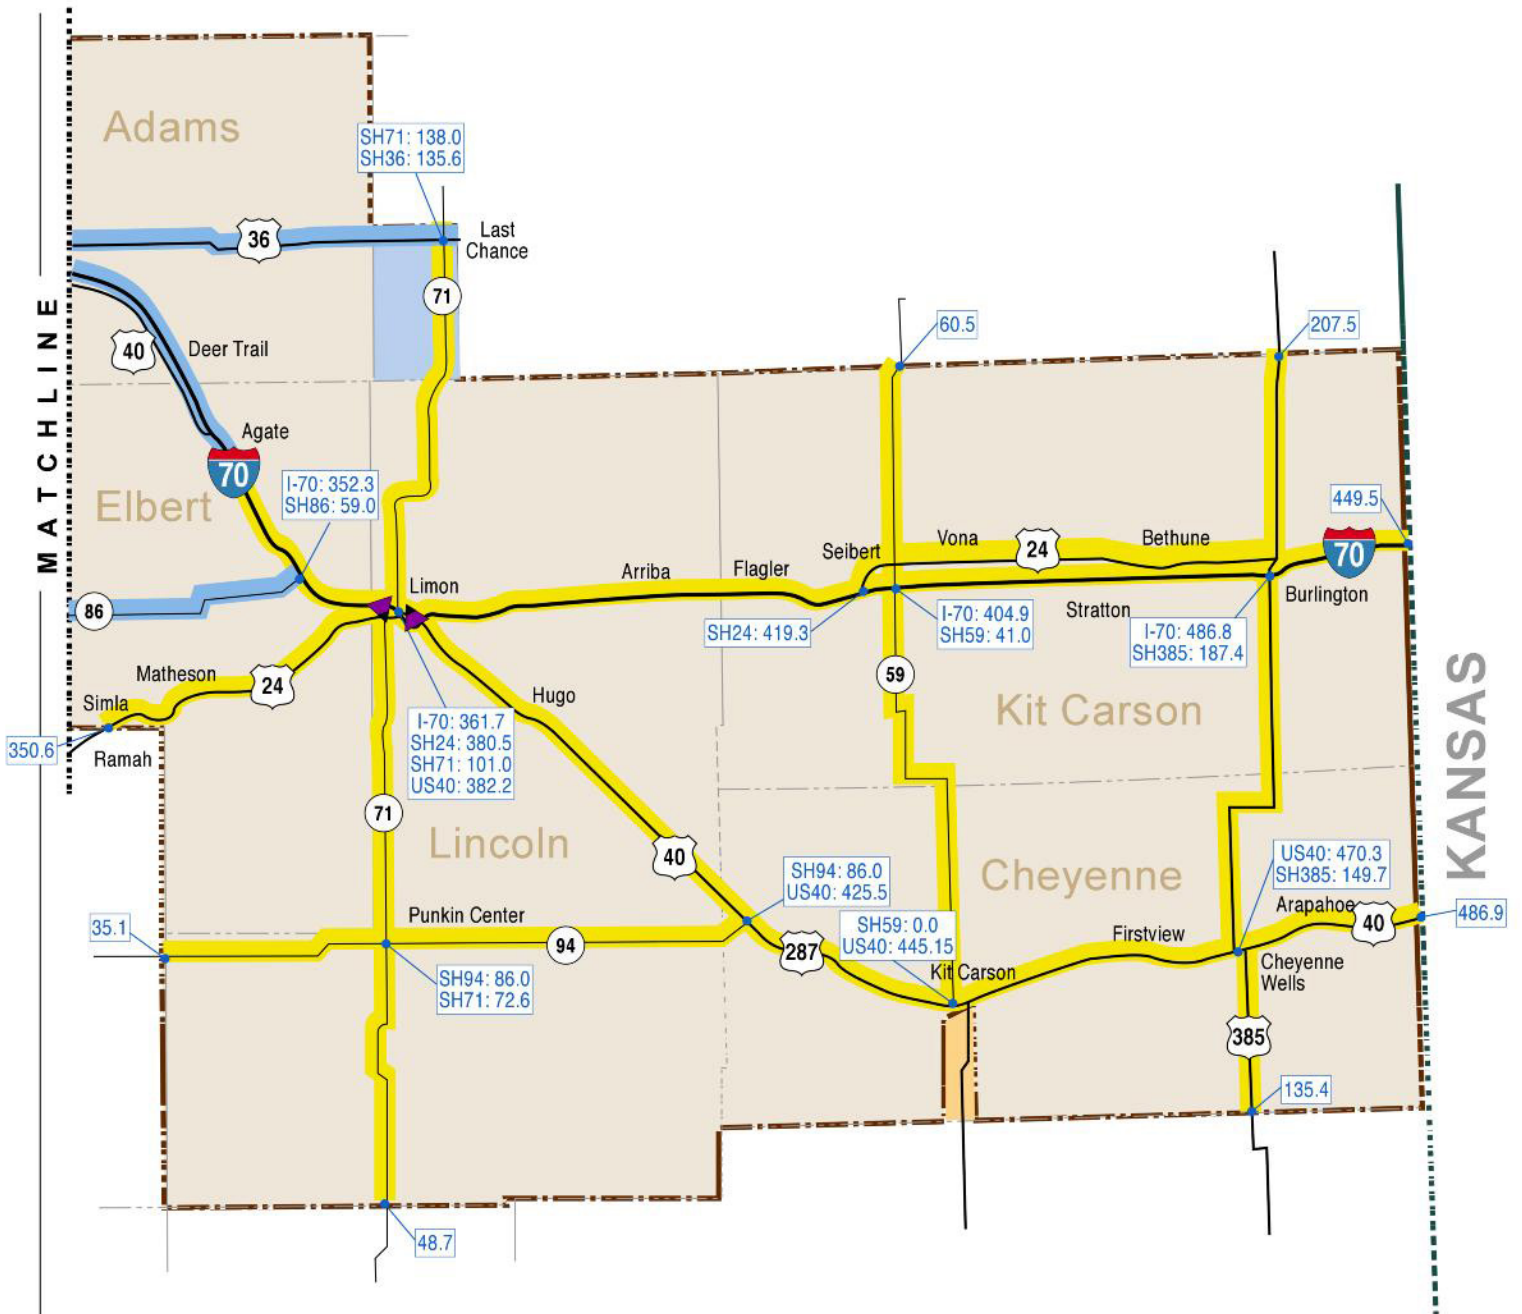 Adams
SH71: 138.0
SH36: 135.6
36
Last
Chance
71
MATCHLINE
40
Deer Trail
60.5
207.5
Agate
70
Elbert
I-70: 352.3
SH86: 59.0
449.5
Seibert
Vona
24
Bethune
70
Arriba
Flagler
Limon
86
Stratton
Burlington
SH24: 419.3
I-70: 404.9
SH59: 41.0
I-70: 486.8
SH385: 187.4
Matheson
24
Simla
59
Hugo
Kit Carson
KANSAS
350.6
Ramah
I-70: 361.7
SH24: 380.5
SH71: 101.0
US40: 382.2
71
Lincoln
40
SH94: 86.0
US40: 425.5
Cheyenne
US40: 470.3
SH385: 149.7
Arapahoe
40
486.9
35.1
Punkin Center
94
287
SH59: 0.0
US40: 445.15
Firstview
Kit Carson
Cheyenne
Wells
SH94: 86.0
SH71: 72.6
385
135.4
48.7